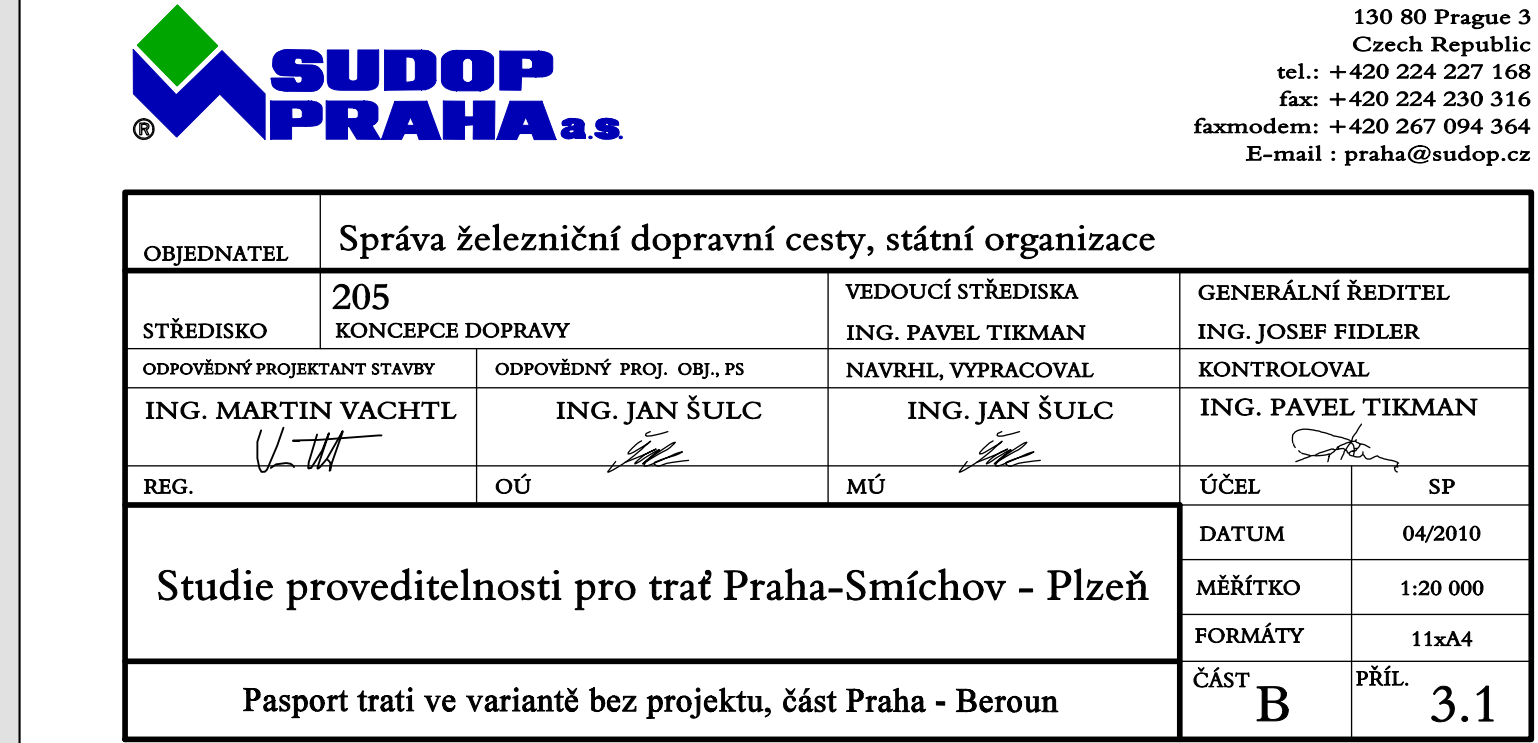 130 80 Prague 3
Czech Republic
tel.: +420 224 227 168
fax: +420 224 230 316
faxmodem: +420 267 094 364
E-mail : praha@sudop.cz
SUDOP
PRAHA a.s.
®
OBJEDNATEL
Správa železniční dopravní cesty, státní organizace
STŘEDISKO
205
KONCEPCE DOPRAVY
VEDOUCÍ STŘEDISKA
ING. PAVEL TIKMAN
GENERÁLNÍ ŘEDITEL
ING. JOSEF FIDLER
ODPOVĚDNÝ PROJEKTANT STAVBY
ODPOVĚDNÝ PROJ. OBJ., PS
NAVRHL, VYPRACOVAL
KONTROLOVAL
ING. MARTIN VACHTL
ING. JAN ŠULC
ING. JAN ŠULC
ING. PAVEL TIKMAN
REG.
OÚ
MÚ
ÚČEL
SP
DATUM
04/2010
MĚŘÍTKO
1:20 000
FORMÁTY
11xA4
Studie proveditelnosti pro trať Praha-Smíchov - Plzeň
Pasport trati ve variantě bez projektu, část Praha - Beroun
ČÁST
B
PŘÍL.
3.1